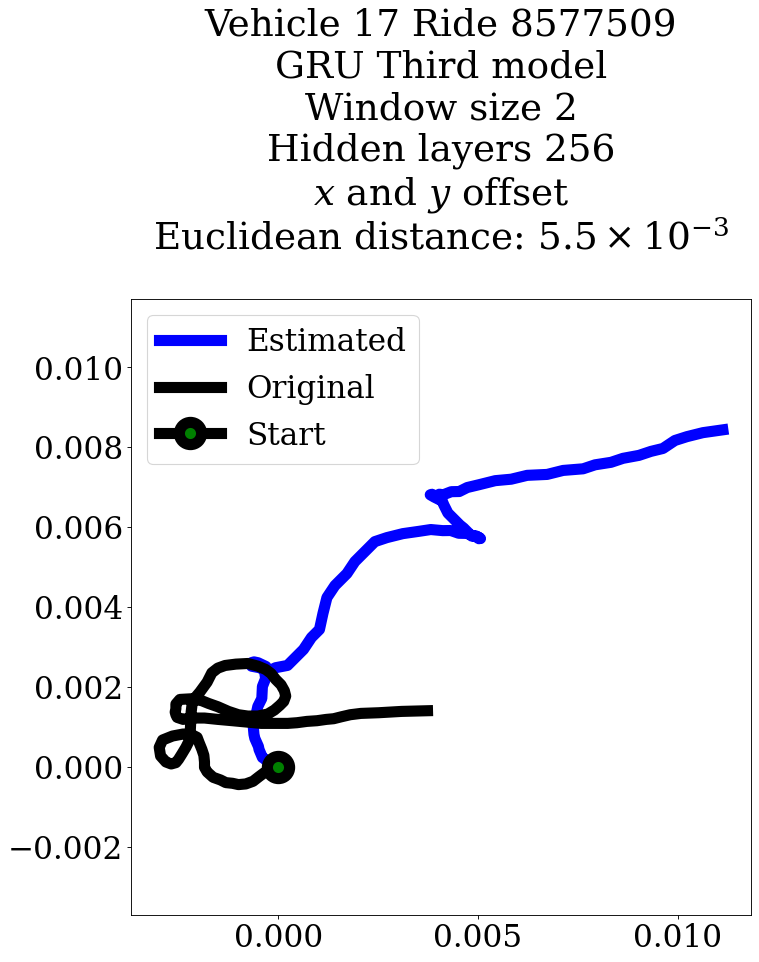 Vehicle 17 Ride 8577509
GRU Third model
Window size 2
Hidden layers 256
x and y offset
Euclidean distance: 5.5 × 10⁻³
Estimated
Original
Start
0.010
0.008
0.006
0.004
0.002
0.000
−0.002
0.000 0.005 0.010